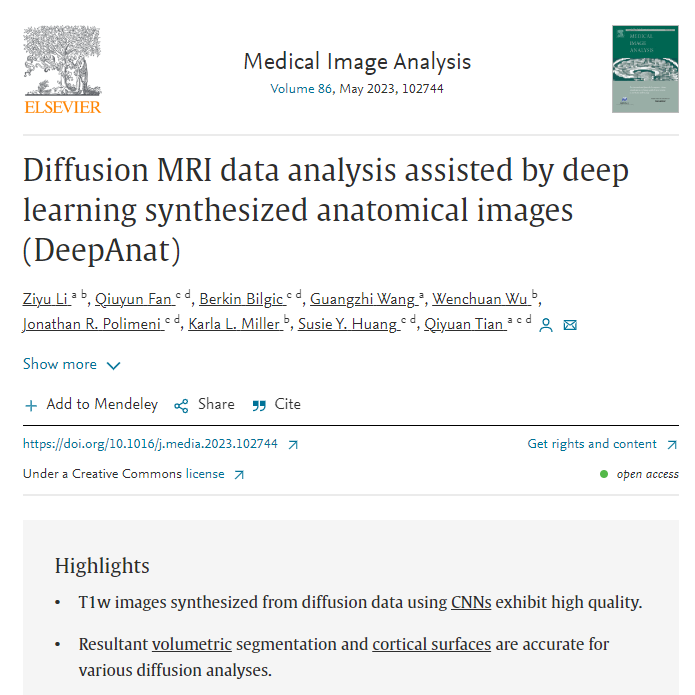 ELSEVIER
Medical Image Analysis
Volume 86, May 2023, 102744
MEDICAL
IMAGE
ANALYSIS
Diffusion MRI data analysis assisted by deep
learning synthesized anatomical images
(DeepAnat)
Ziyu Li a b, Qiuyun Fan c d, Berkin Bilgic c d, Guangzhi Wang a, Wenchuan Wu b,
Jonathan R. Polimeni c d, Karla L. Miller b, Susie Y. Huang c d, Qiyuan Tian a c d
Show more
Add to Mendeley Share Cite
https://doi.org/10.1016/j.media.2023.102744 Get rights and content
Under a Creative Commons license open access
Highlights
• T1w images synthesized from diffusion data using CNNs exhibit high quality.
• Resultant volumetric segmentation and cortical surfaces are accurate for
various diffusion analyses.